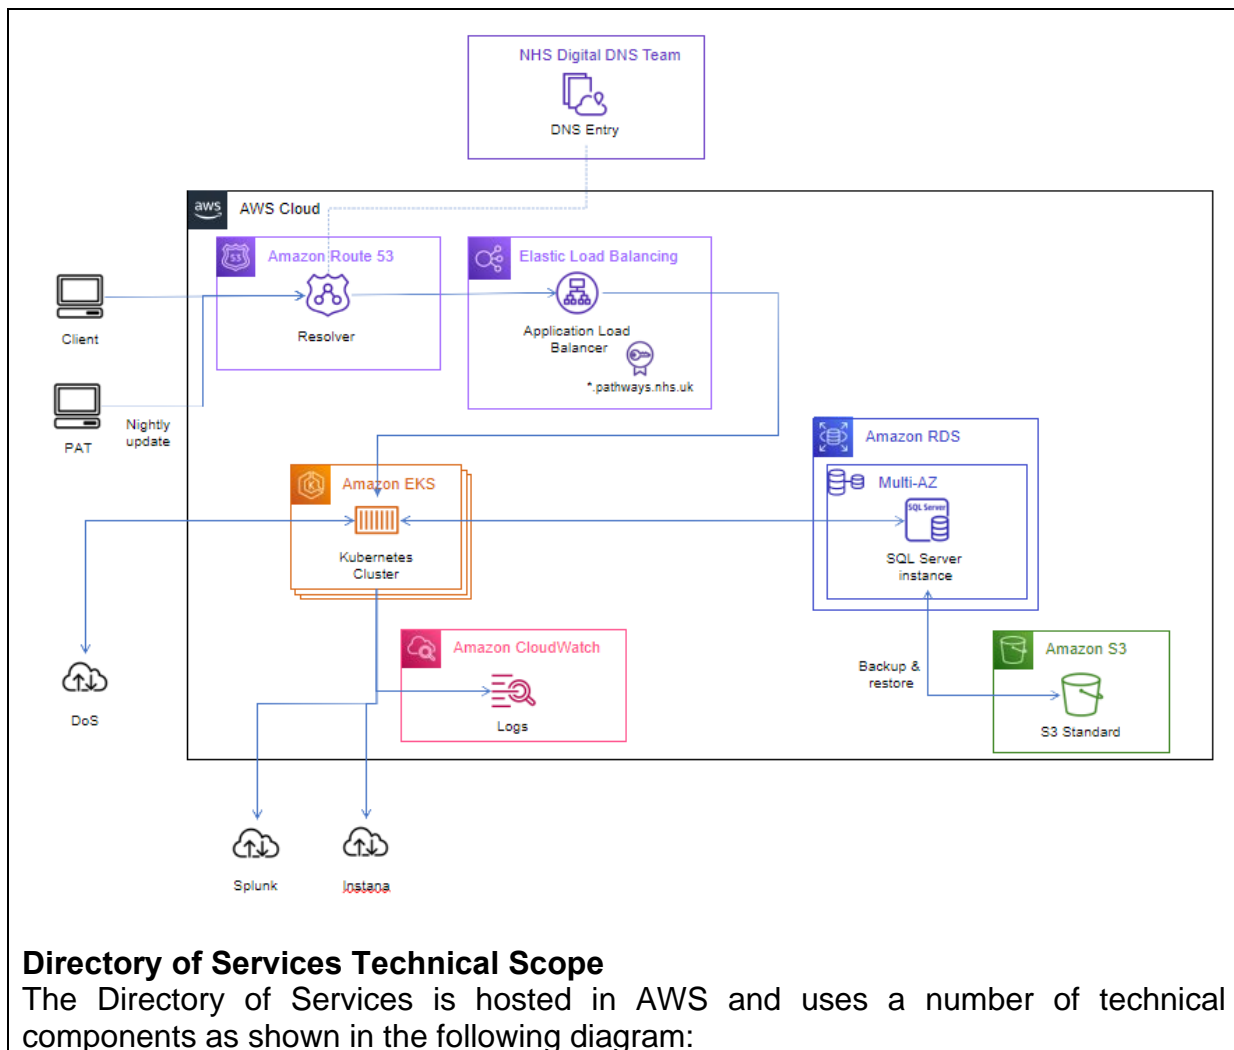 NHS Digital DNS Team
DNS Entry
aws
AWS Cloud
53
Amazon Route 53
Elastic Load Balancing
Client
Resolver
Application Load
Balancer
*.pathways.nhs.uk
PAT
Nightly
update
Amazon RDS
K
Amazon EKS
Multi-AZ
SQL Server
Kubernetes
Cluster
SQL Server
instance
Amazon CloudWatch
Amazon S3
Backup &
restore
DoS
Logs
S3 Standard
Splunk
Instana
Directory of Services Technical Scope
The Directory of Services is hosted in AWS and uses a number of technical
components as shown in the following diagram: